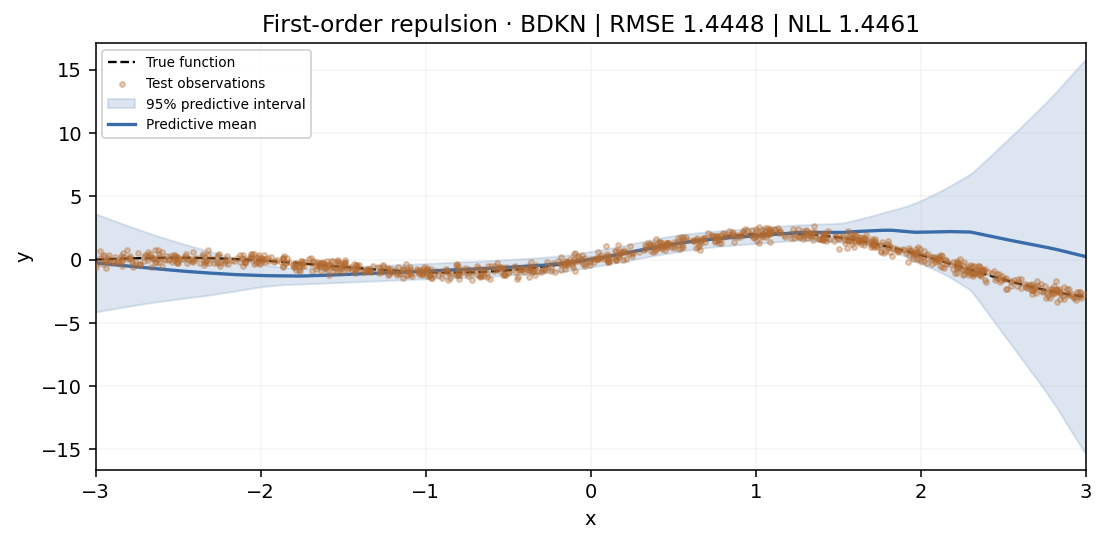 First-order repulsion · BDKN | RMSE 1.4448 | NLL 1.4461
True function
Test observations
95% predictive interval
Predictive mean
15
10
5
0
−5
−10
−15
y
−3 −2 −1 0 1 2 3
x